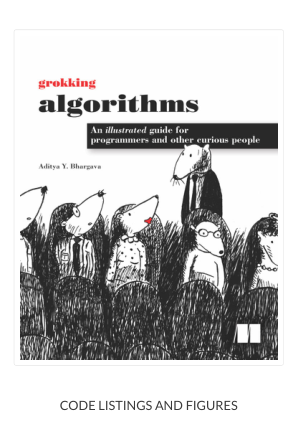 grokking
algorithms
An illustrated guide for
programmers and other curious people
Aditya Y. Bhargava
CODE LISTINGS AND FIGURES